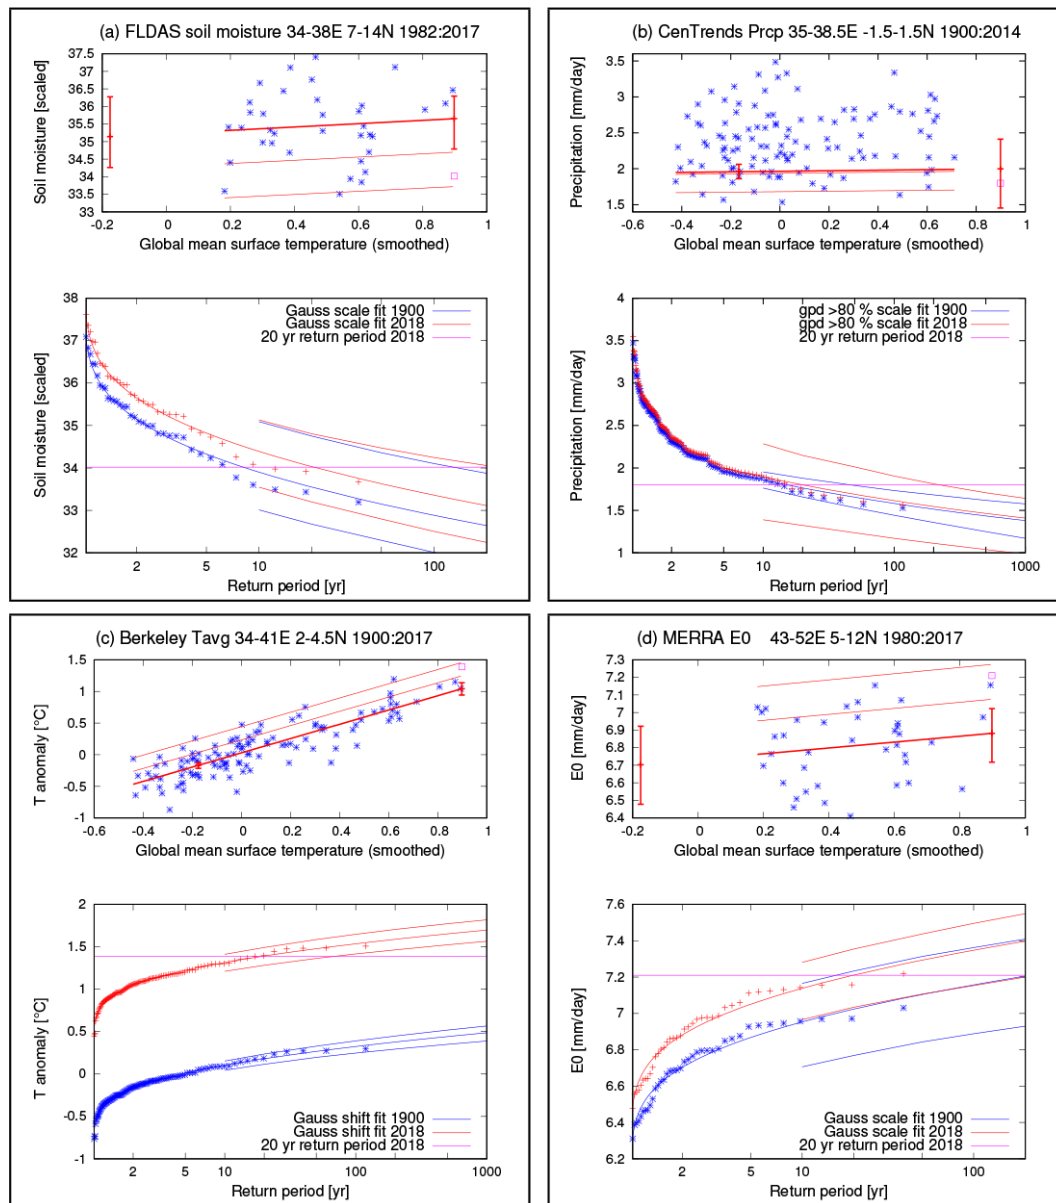 (a) FLDAS soil moisture 34-38E 7-14N 1982:2017
37.5
37
36.5
36
35.5
35
34.5
34
33.5
33
Soil moisture [scaled]
-0.2 0 0.2 0.4 0.6 0.8 1
Global mean surface temperature (smoothed)
38
37
36
35
34
33
32
Soil moisture [scaled]
Gauss scale fit 1900
Gauss scale fit 2018
20 yr return period 2018
2 5 10 100
Return period [yr]
(b) CenTrends Prcp 35-38.5E -1.5-1.5N 1900:2014
3.5
3
2.5
2
1.5
Precipitation [mm/day]
-0.6 -0.4 -0.2 0 0.2 0.4 0.6 0.8 1
Global mean surface temperature (smoothed)
4
3.5
3
2.5
2
1.5
1
Precipitation [mm/day]
gpd >80 % scale fit 1900
gpd >80 % scale fit 2018
20 yr return period 2018
2 5 10 100 1000
Return period [yr]
(c) Berkeley Tavg 34-41E 2-4.5N 1900:2017
1.5
1
0.5
0
-0.5
-1
T anomaly [°C]
-0.6 -0.4 -0.2 0 0.2 0.4 0.6 0.8 1
Global mean surface temperature (smoothed)
2
1.5
1
0.5
0
-0.5
-1
T anomaly [°C]
Gauss shift fit 1900
Gauss shift fit 2018
20 yr return period 2018
2 5 10 100 1000
Return period [yr]
(d) MERRA E0 43-52E 5-12N 1980:2017
7.3
7.2
7.1
7
6.9
6.8
6.7
6.6
6.5
6.4
E0 [mm/day]
-0.2 0 0.2 0.4 0.6 0.8 1
Global mean surface temperature (smoothed)
7.6
7.4
7.2
7
6.8
6.6
6.4
6.2
E0 [mm/day]
Gauss scale fit 1900
Gauss scale fit 2018
20 yr return period 2018
2 5 10 100
Return period [yr]